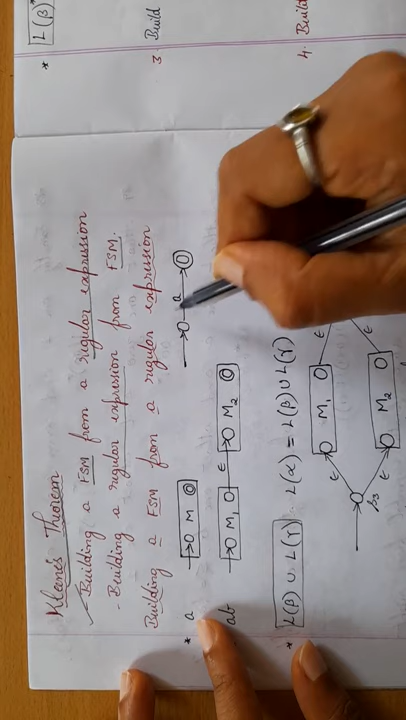 Kleene's Theorem
- Building a FSM from a regular expression
- Building a regular expression from FSM.
Building a FSM from a regular expression
* a M a
ab M₁ ε M₂
* L(β) ∪ L(γ) . L(α) = L(β) ∪ L(γ)
ε M₁ ε
ε M₂ ε
* L(β)
3. Build
4. Build